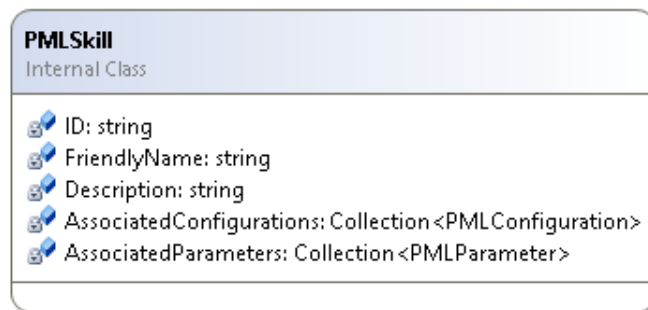 PMLSkill
Internal Class
ID: string
FriendlyName: string
Description: string
AssociatedConfigurations: Collection<PMLConfiguration>
AssociatedParameters: Collection<PMLParameter>